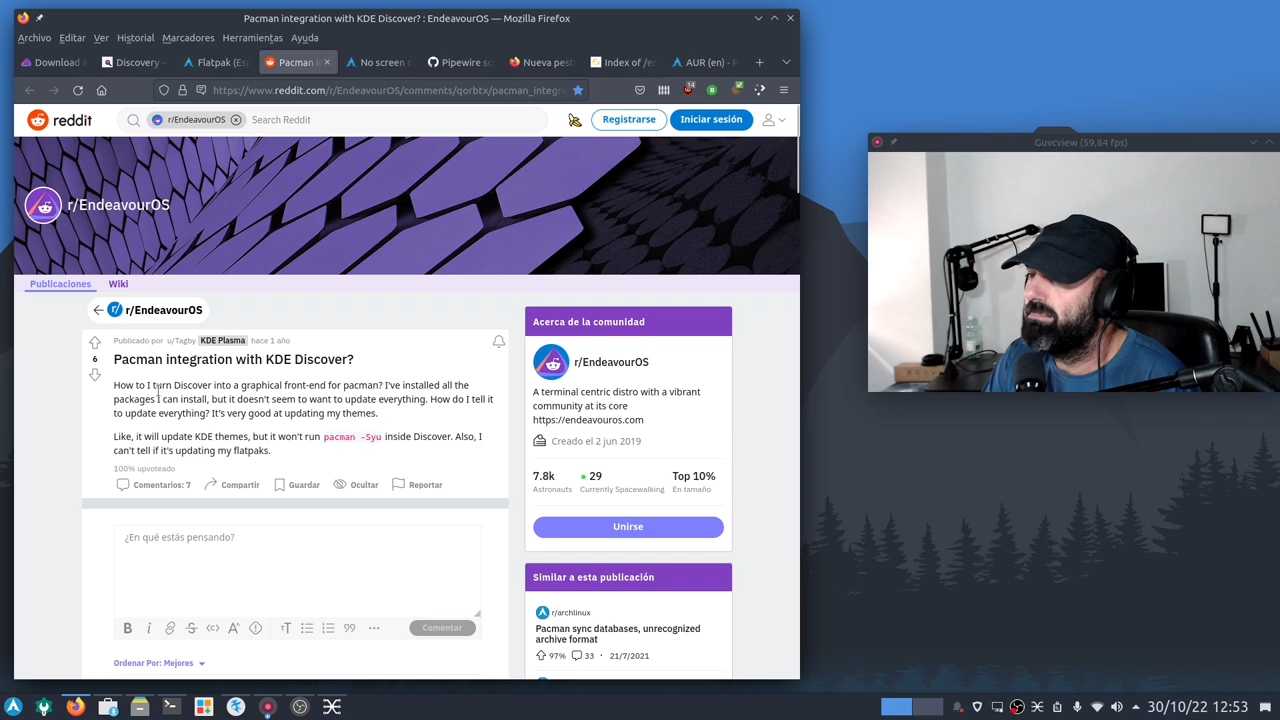 Pacman integration with KDE Discover? : EndeavourOS — Mozilla Firefox
Archivo Editar Ver Historial Marcadores Herramientas Ayuda
Download Discovery Flatpak (Esp Pacman in No screen c Pipewire sc Nueva pest Index of /en AUR (en) - P
https://www.reddit.com/r/EndeavourOS/comments/qorbtx/pacman_integra
14
reddit r/EndeavourOS Search Reddit Registrarse Iniciar sesión
r/EndeavourOS
Publicaciones Wiki
r/EndeavourOS
Publicado por u/Tagby KDE Plasma hace 1 año
6
Pacman integration with KDE Discover?
How to I turn Discover into a graphical front-end for pacman? I've installed all the
packages I can install, but it doesn't seem to want to update everything. How do I tell it
to update everything? It's very good at updating my themes.
Like, it will update KDE themes, but it won't run pacman -Syu inside Discover. Also, I
can't tell if it's updating my flatpaks.
100% upvoteado
Comentarios: 7 Compartir Guardar Ocultar Reportar
¿En qué estás pensando?
Comentar
Ordenar Por: Mejores
Acerca de la comunidad
r/EndeavourOS
A terminal centric distro with a vibrant
community at its core
https://endeavouros.com
Creado el 2 jun 2019
7.8k 29 Top 10%
Astronauts Currently Spacewalking En tamaño
Unirse
Similar a esta publicación
r/archlinux
Pacman sync databases, unrecognized
archive format
97% 33 · 21/7/2021
Guvcview (59,84 fps)
30/10/22 12:53